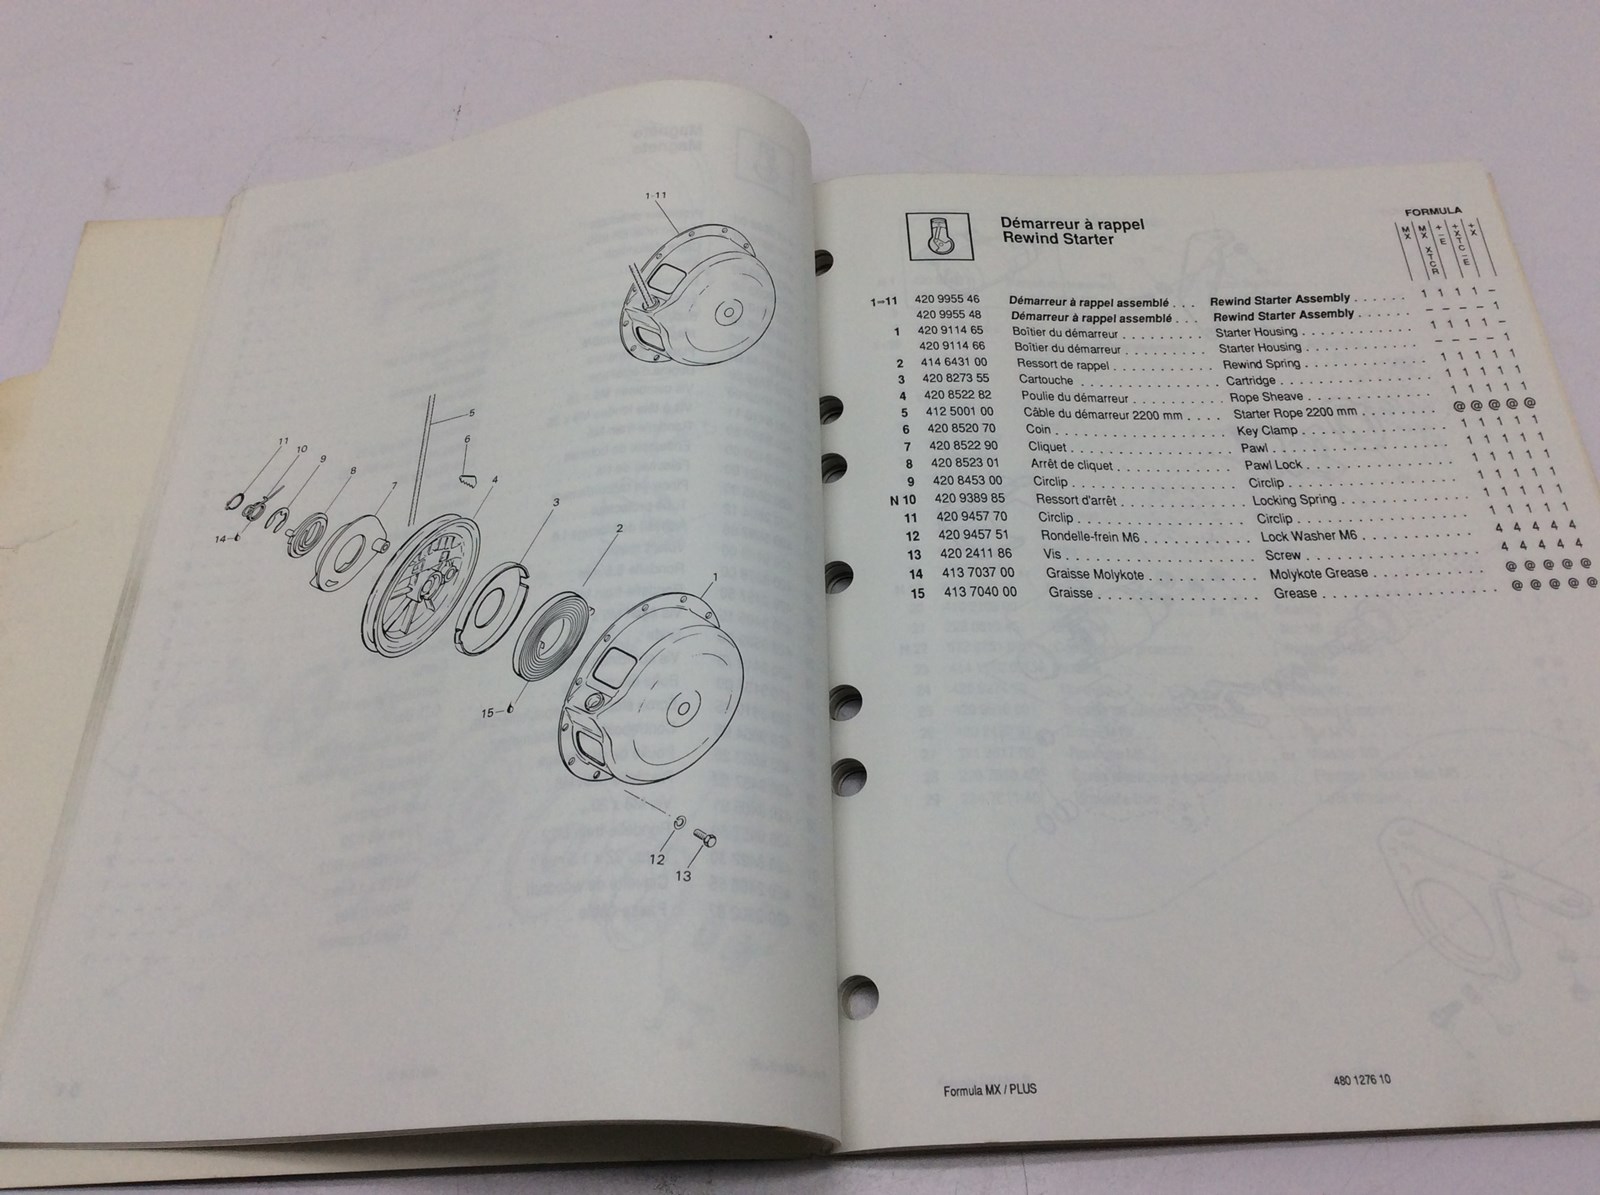 1-11
5
6
4
11
10
9
8
7
3
14
2
1
15
12
13
Démarreur à rappel
Rewind Starter
FORMULA
MX
MX XTCR
+ – E
+XTC – E
+X
1-11 420 9955 46 Démarreur à rappel assemblé . . . Rewind Starter Assembly . . . . . . 1 1 1 1 –
420 9955 48 Démarreur à rappel assemblé . . . Rewind Starter Assembly . . . . . . – – – – 1
1 420 9114 65 Boîtier du démarreur . . . . . . . . . Starter Housing . . . . . . . . . . . . 1 1 1 1 –
420 9114 66 Boîtier du démarreur . . . . . . . . . Starter Housing . . . . . . . . . . . . – – – – 1
2 414 6431 00 Ressort de rappel . . . . . . . . . . . Rewind Spring . . . . . . . . . . . . . 1 1 1 1 1
3 420 8273 55 Cartouche . . . . . . . . . . . . . . . . Cartridge . . . . . . . . . . . . . . . . 1 1 1 1 1
4 420 8522 82 Poulie du démarreur . . . . . . . . . Rope Sheave . . . . . . . . . . . . . . 1 1 1 1 1
5 412 5001 00 Câble du démarreur 2200 mm . . . . Starter Rope 2200 mm . . . . . . . . @ @ @ @ @
6 420 8520 70 Coin . . . . . . . . . . . . . . . . . . . Key Clamp . . . . . . . . . . . . . . . 1 1 1 1 1
7 420 8522 90 Cliquet . . . . . . . . . . . . . . . . . . Pawl . . . . . . . . . . . . . . . . . . . 1 1 1 1 1
8 420 8523 01 Arrêt de cliquet . . . . . . . . . . . . Pawl Lock . . . . . . . . . . . . . . . . 1 1 1 1 1
9 420 8453 00 Circlip . . . . . . . . . . . . . . . . . . Circlip . . . . . . . . . . . . . . . . . . 1 1 1 1 1
N 10 420 9389 85 Ressort d'arrêt . . . . . . . . . . . . Locking Spring . . . . . . . . . . . . . 1 1 1 1 1
11 420 9457 70 Circlip . . . . . . . . . . . . . . . . . . Circlip . . . . . . . . . . . . . . . . . . 1 1 1 1 1
12 420 9457 51 Rondelle-frein M6 . . . . . . . . . . . Lock Washer M6 . . . . . . . . . . . . 4 4 4 4 4
13 420 2411 86 Vis . . . . . . . . . . . . . . . . . . . . Screw . . . . . . . . . . . . . . . . . . 4 4 4 4 4
14 413 7037 00 Graisse Molykote . . . . . . . . . . . Molykote Grease . . . . . . . . . . . . @ @ @ @ @
15 413 7040 00 Graisse . . . . . . . . . . . . . . . . . Grease . . . . . . . . . . . . . . . . . @ @ @ @ @
Formula MX / PLUS
480 1276 10